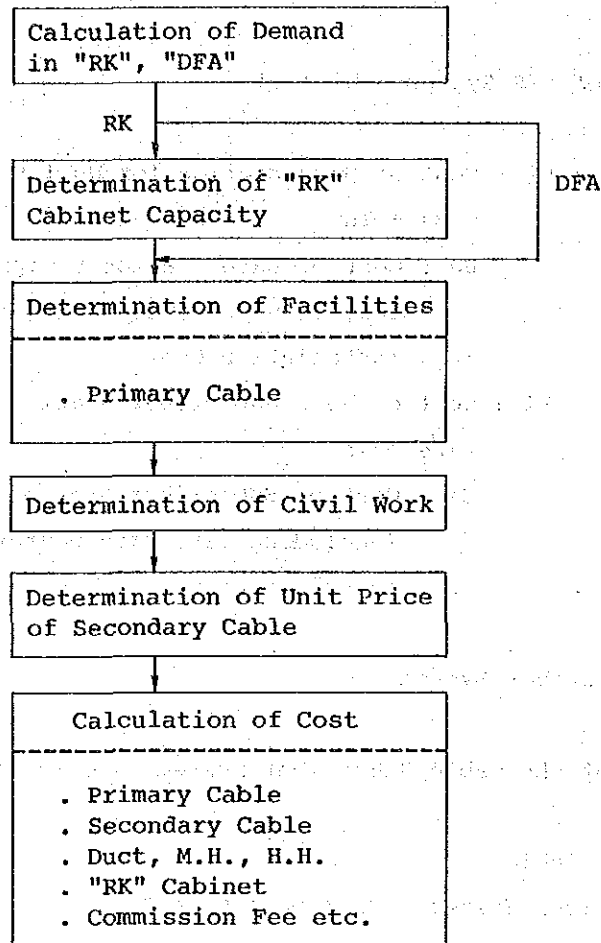 Calculation of Demand
in "RK", "DFA"
RK
DFA
Determination of "RK"
Cabinet Capacity
Determination of Facilities
. Primary Cable
Determination of Civil Work
Determination of Unit Price
of Secondary Cable
Calculation of Cost
. Primary Cable
. Secondary Cable
. Duct, M.H., H.H.
. "RK" Cabinet
. Commission Fee etc.